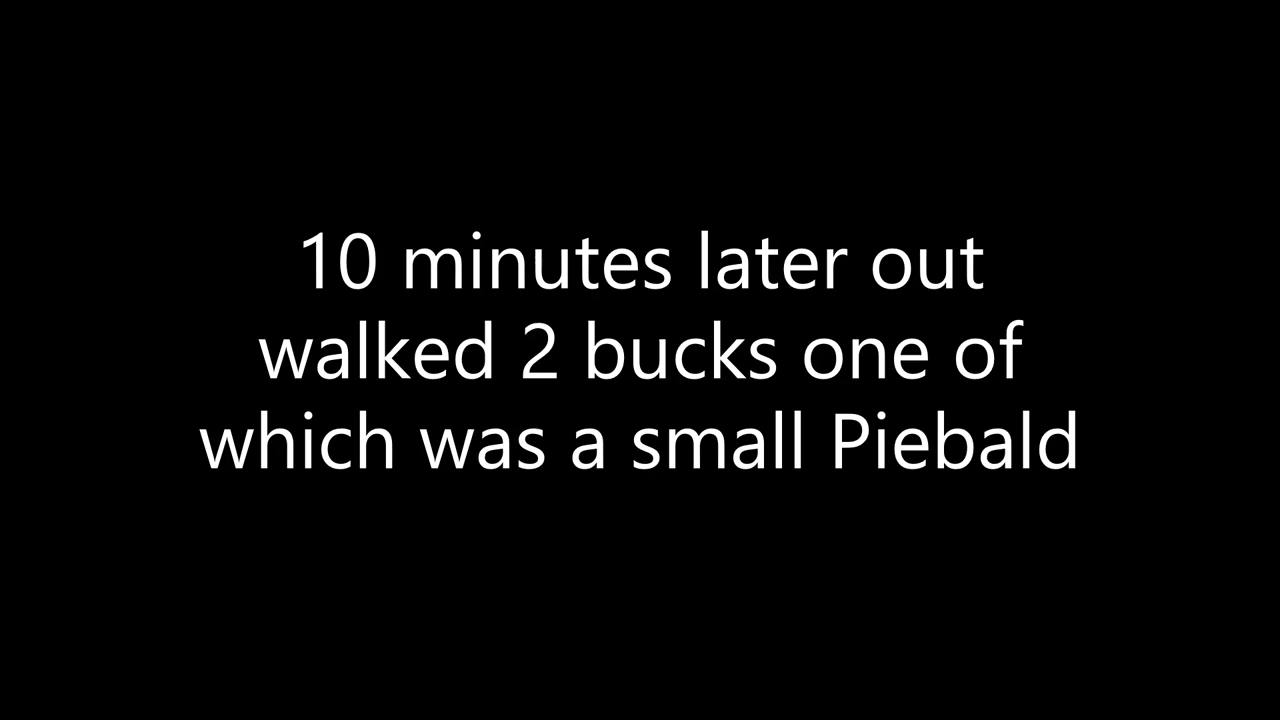 10 minutes later out
walked 2 bucks one of
which was a small Piebald